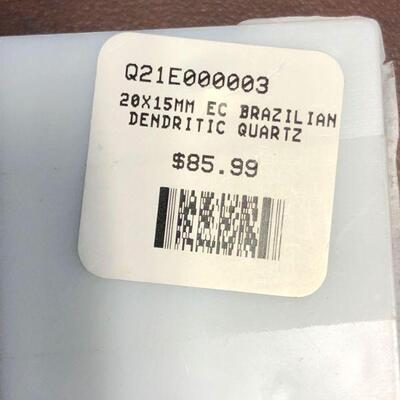 Q21E000003
20X15MM EC BRAZILIAN
DENDRITIC QUARTZ
$85.99